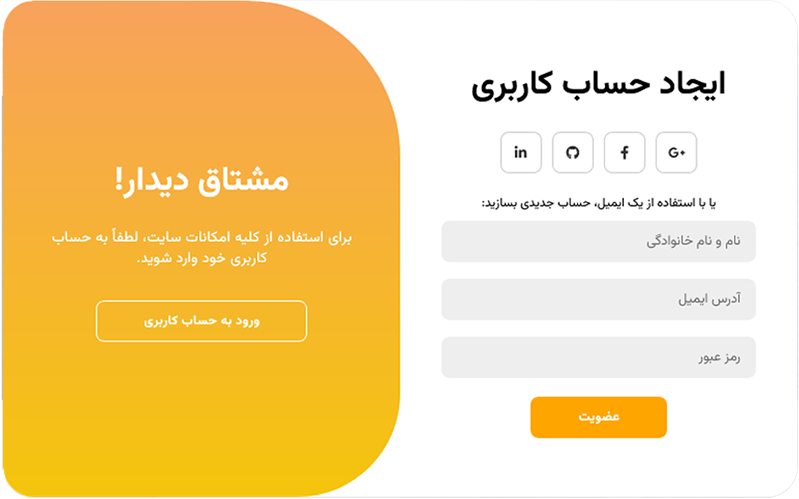 ایجاد حساب کاربری
G+
f
in
یا با استفاده از یک ایمیل، حساب جدیدی بسازید:
نام و نام خانوادگی
آدرس ایمیل
رمز عبور
عضویت
مشتاق دیدار!
برای استفاده از کلیه امکانات سایت، لطفاً به حساب
کاربری خود وارد شوید.
ورود به حساب کاربری